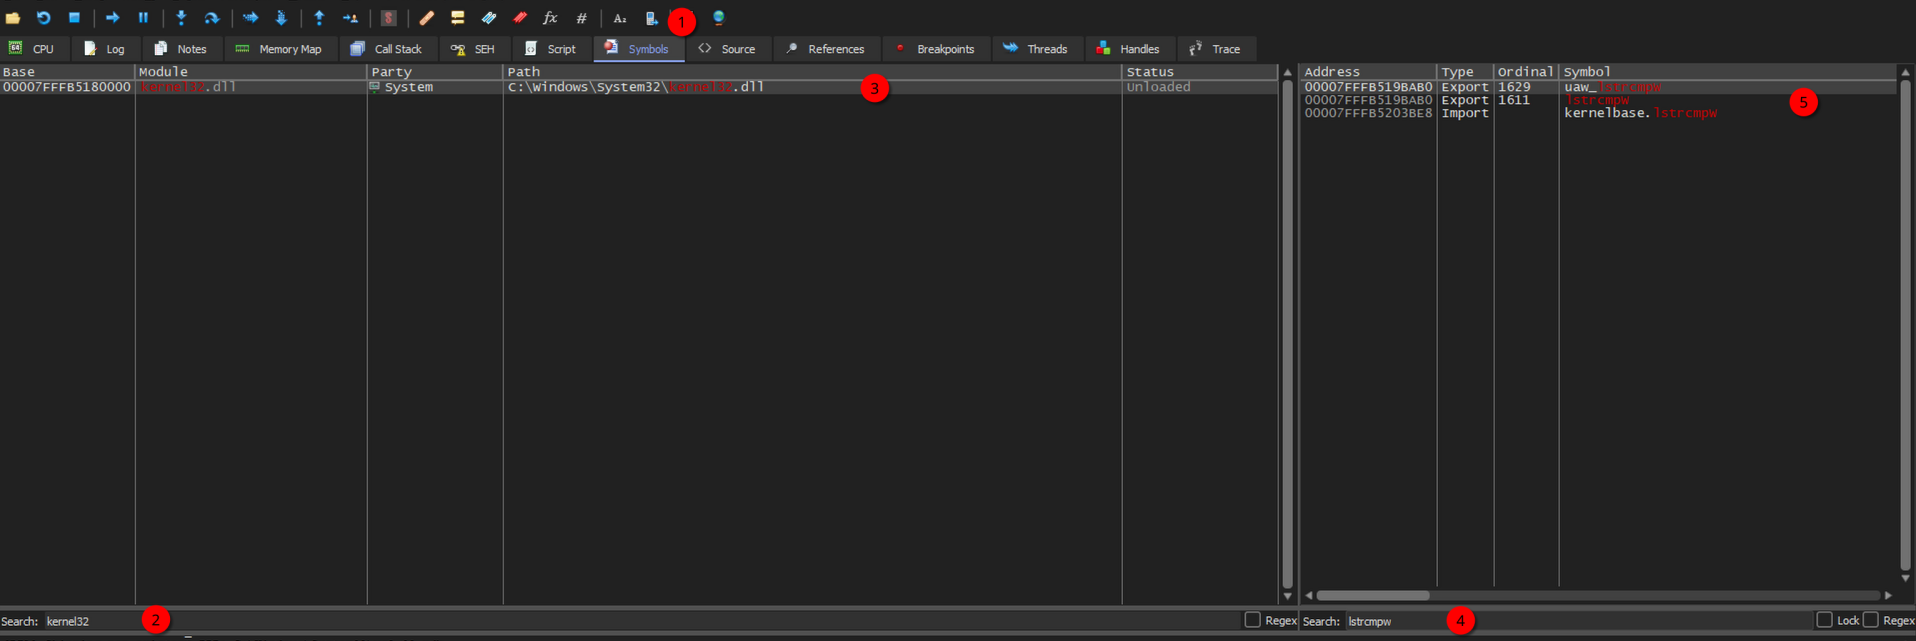 fx # Az 1
64 CPU Log Notes Memory Map Call Stack SEH Script Symbols Source References Breakpoints Threads Handles Trace
Base Module Party Path Status Address Type Ordinal Symbol
00007FFFB5180000 kernel32.dll System C:\Windows\System32\kernel32.dll 3 Unloaded 00007FFFB519BAB0 Export 1629 uaw_lstrcmpW
00007FFFB519BAB0 Export 1611 lstrcmpW 5
00007FFFB5203BE8 Import kernelbase.lstrcmpW
Search: kernel32 2 Regex Search: lstrcmpw 4 Lock Regex